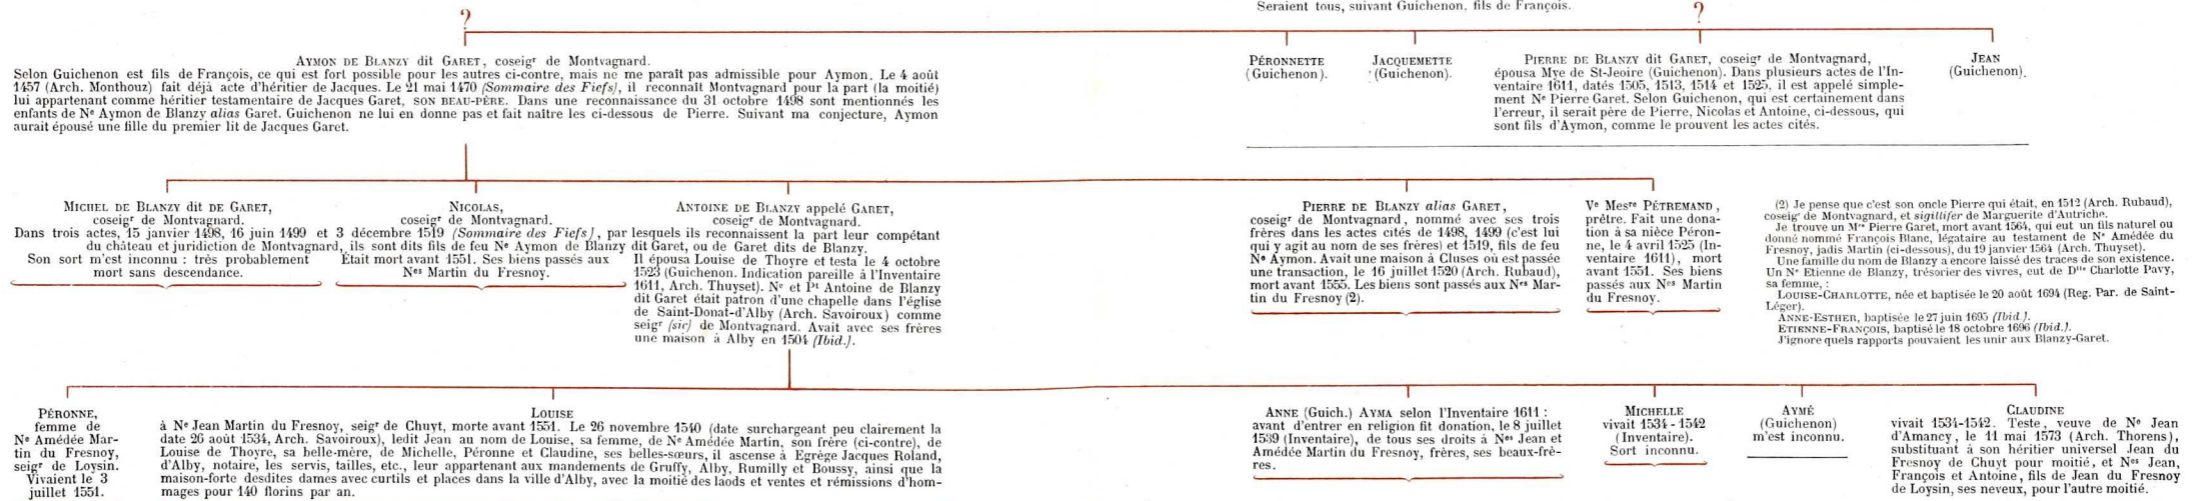 Seraient tous, suivant Guichenon, fils de François.
?
?
AYMON DE BLANZY dit GARET, coseigr de Montvagnard.
Selon Guichenon est fils de François, ce qui est fort possible pour les autres ci-contre, mais ne me paraît pas admissible pour Aymon. Le 4 août
1457 (Arch. Monthouz) fait déjà acte d'héritier de Jacques. Le 21 mai 1470 (Sommaire des Fiefs), il reconnaît Montvagnard pour la part (la moitié)
lui appartenant comme héritier testamentaire de Jacques Garet, SON BEAU-PÈRE. Dans une reconnaissance du 31 octobre 1498 sont mentionnés les
enfants de Ne Aymon de Blanzy alias Garet. Guichenon ne lui en donne pas et fait naître les ci-dessous de Pierre. Suivant ma conjecture, Aymon
aurait épousé une fille du premier lit de Jacques Garet.
PÉRONNETTE
(Guichenon).
JACQUEMETTE
(Guichenon).
PIERRE DE BLANZY dit GARET, coseigr de Montvagnard,
épousa Mye de St-Jeoire (Guichenon). Dans plusieurs actes de l'In-
ventaire 1611, datés 1505, 1513, 1514 et 1525, il est appelé simple-
ment Ne Pierre Garet. Selon Guichenon, qui est certainement dans
l'erreur, il serait père de Pierre, Nicolas et Antoine, ci-dessous, qui
sont fils d'Aymon, comme le prouvent les actes cités.
JEAN
(Guichenon).
MICHEL DE BLANZY dit DE GARET,
coseigr de Montvagnard.
NICOLAS,
coseigr de Montvagnard.
ANTOINE DE BLANZY appelé GARET,
coseigr de Montvagnard.
Dans trois actes, 15 janvier 1498, 16 juin 1499 et 3 décembre 1519 (Sommaire des Fiefs), par lesquels ils reconnaissent la part leur compétant
du château et juridiction de Montvagnard, ils sont dits fils de feu Ne Aymon de Blanzy dit Garet, ou de Garet dits de Blanzy.
Son sort m'est inconnu : très probablement
mort sans descendance.
Était mort avant 1551. Ses biens passés aux
Nes Martin du Fresnoy.
Il épousa Louise de Thoyre et testa le 4 octobre
1523 (Guichenon. Indication pareille à l'Inventaire
1611, Arch. Thuyset). Ne et Pt Antoine de Blanzy
dit Garet était patron d'une chapelle dans l'église
de Saint-Donat-d'Alby (Arch. Savoiroux) comme
seigr (sic) de Montvagnard. Avait avec ses frères
une maison à Alby en 1504 (Ibid.).
PIERRE DE BLANZY alias GARET,
coseigr de Montvagnard, nommé avec ses trois
frères dans les actes cités de 1498, 1499 (c'est lui
qui y agit au nom de ses frères) et 1519, fils de feu
Ne Aymon. Avait une maison à Cluses où est passée
une transaction, le 16 juillet 1520 (Arch. Rubaud),
mort avant 1555. Les biens sont passés aux Nes Mar-
tin du Fresnoy (2).
Ve Mesre PÉTREMAND,
prêtre. Fait une dona-
tion à sa nièce Péron-
ne, le 4 avril 1525 (In-
ventaire 1611), mort
avant 1551. Ses biens
passés aux Nes Martin
du Fresnoy.
(2) Je pense que c'est son oncle Pierre qui était, en 1512 (Arch. Rubaud),
coseigr de Montvagnard, et sigillifer de Marguerite d'Autriche.
Je trouve un Mre Pierre Garet, mort avant 1564, qui eut un fils naturel ou
donné nommé François Blanc, légataire au testament de Ne Amédée du
Fresnoy, jadis Martin (ci-dessous), du 19 janvier 1564 (Arch. Thuyset).
Une famille du nom de Blanzy a encore laissé des traces de son existence.
Un Ne Etienne de Blanzy, trésorier des vivres, eut de Dlle Charlotte Pavy,
sa femme, :
LOUISE-CHARLOTTE, née et baptisée le 20 août 1694 (Reg. Par. de Saint-
Léger).
ANNE-ESTHER, baptisée le 27 juin 1695 (Ibid.).
ETIENNE-FRANÇOIS, baptisé le 18 octobre 1696 (Ibid.).
J'ignore quels rapports pouvaient les unir aux Blanzy-Garet.
PÉRONNE,
femme de
Ne Amédée Mar-
tin du Fresnoy,
seigr de Loysin.
Vivaient le 3
juillet 1551.
LOUISE
à Ne Jean Martin du Fresnoy, seigr de Chuyt, morte avant 1551. Le 26 novembre 1540 (date surchargeant peu clairement la
date 26 août 1534, Arch. Savoiroux), ledit Jean au nom de Louise, sa femme, de Ne Amédée Martin, son frère (ci-contre), de
Louise de Thoyre, sa belle-mère, de Michelle, Péronne et Claudine, ses belles-sœurs, il ascense à Egrège Jacques Roland,
d'Alby, notaire, les servis, tailles, etc., leur appartenant aux mandements de Gruffy, Alby, Rumilly et Boussy, ainsi que la
maison-forte desdites dames avec curtils et places dans la ville d'Alby, avec la moitié des laods et ventes et rémissions d'hom-
mages pour 140 florins par an.
ANNE (Guich.) AYMA selon l'Inventaire 1611 :
avant d'entrer en religion fit donation, le 8 juillet
1539 (Inventaire), de tous ses droits à Nes Jean et
Amédée Martin du Fresnoy, frères, ses beaux-frè-
res.
MICHELLE
vivait 1534-1542
(Inventaire).
Sort inconnu.
AYMÉ
(Guichenon)
m'est inconnu.
CLAUDINE
vivait 1534-1542. Teste, veuve de Ne Jean
d'Amancy, le 11 mai 1573 (Arch. Thorens),
substituant à son héritier universel Jean du
Fresnoy de Chuyt pour moitié, et Nes Jean,
François et Antoine, fils de Jean du Fresnoy
de Loysin, ses neveux, pour l'autre moitié.